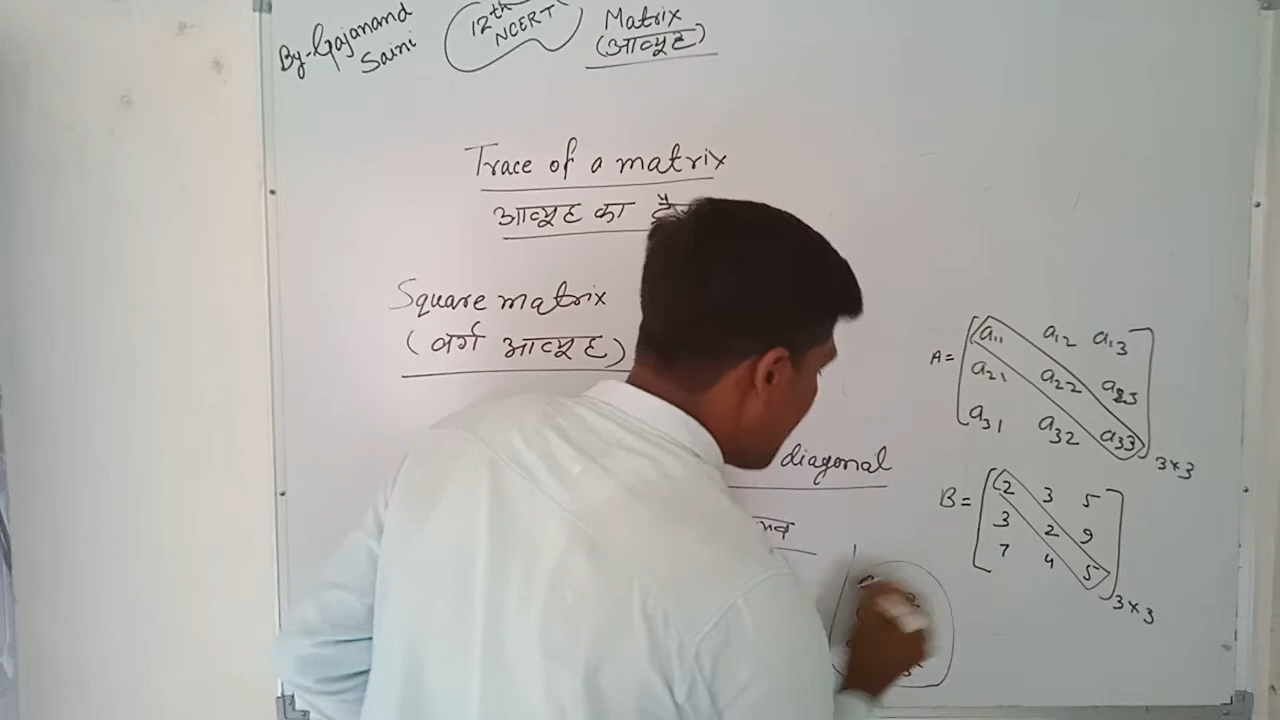 By-Gajanand
Saini
12th
NCERT
Matrix
(आव्यूह)
Trace of a matrix
आव्यूह का
Square matrix
(वर्ग आव्यूह)
diagonal
A = [a11 a12 a13
a21 a22 a23
a31 a32 a33] 3×3
B = [2 3 5
3 2 9
7 4 5] 3×3